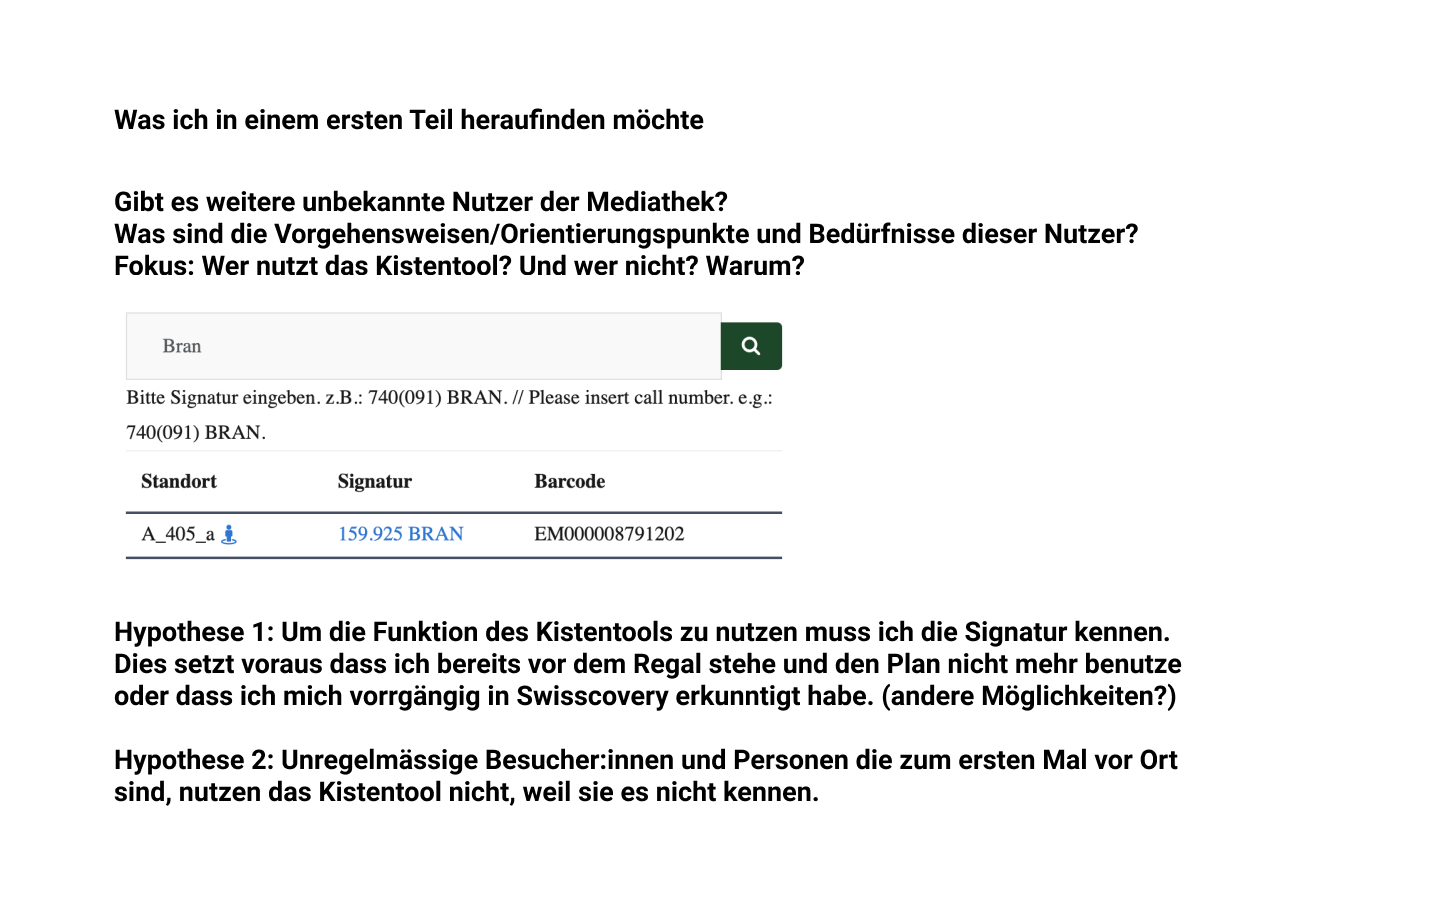 Was ich in einem ersten Teil heraufinden möchte
Gibt es weitere unbekannte Nutzer der Mediathek?
Was sind die Vorgehensweisen/Orientierungspunkte und Bedürfnisse dieser Nutzer?
Fokus: Wer nutzt das Kistentool? Und wer nicht? Warum?
Bran
Bitte Signatur eingeben. z.B.: 740(091) BRAN. // Please insert call number. e.g.:
740(091) BRAN.
Standort Signatur Barcode
A_405_a 159.925 BRAN EM000008791202
Hypothese 1: Um die Funktion des Kistentools zu nutzen muss ich die Signatur kennen.
Dies setzt voraus dass ich bereits vor dem Regal stehe und den Plan nicht mehr benutze
oder dass ich mich vorrgängig in Swisscovery erkunntigt habe. (andere Möglichkeiten?)
Hypothese 2: Unregelmässige Besucher:innen und Personen die zum ersten Mal vor Ort
sind, nutzen das Kistentool nicht, weil sie es nicht kennen.